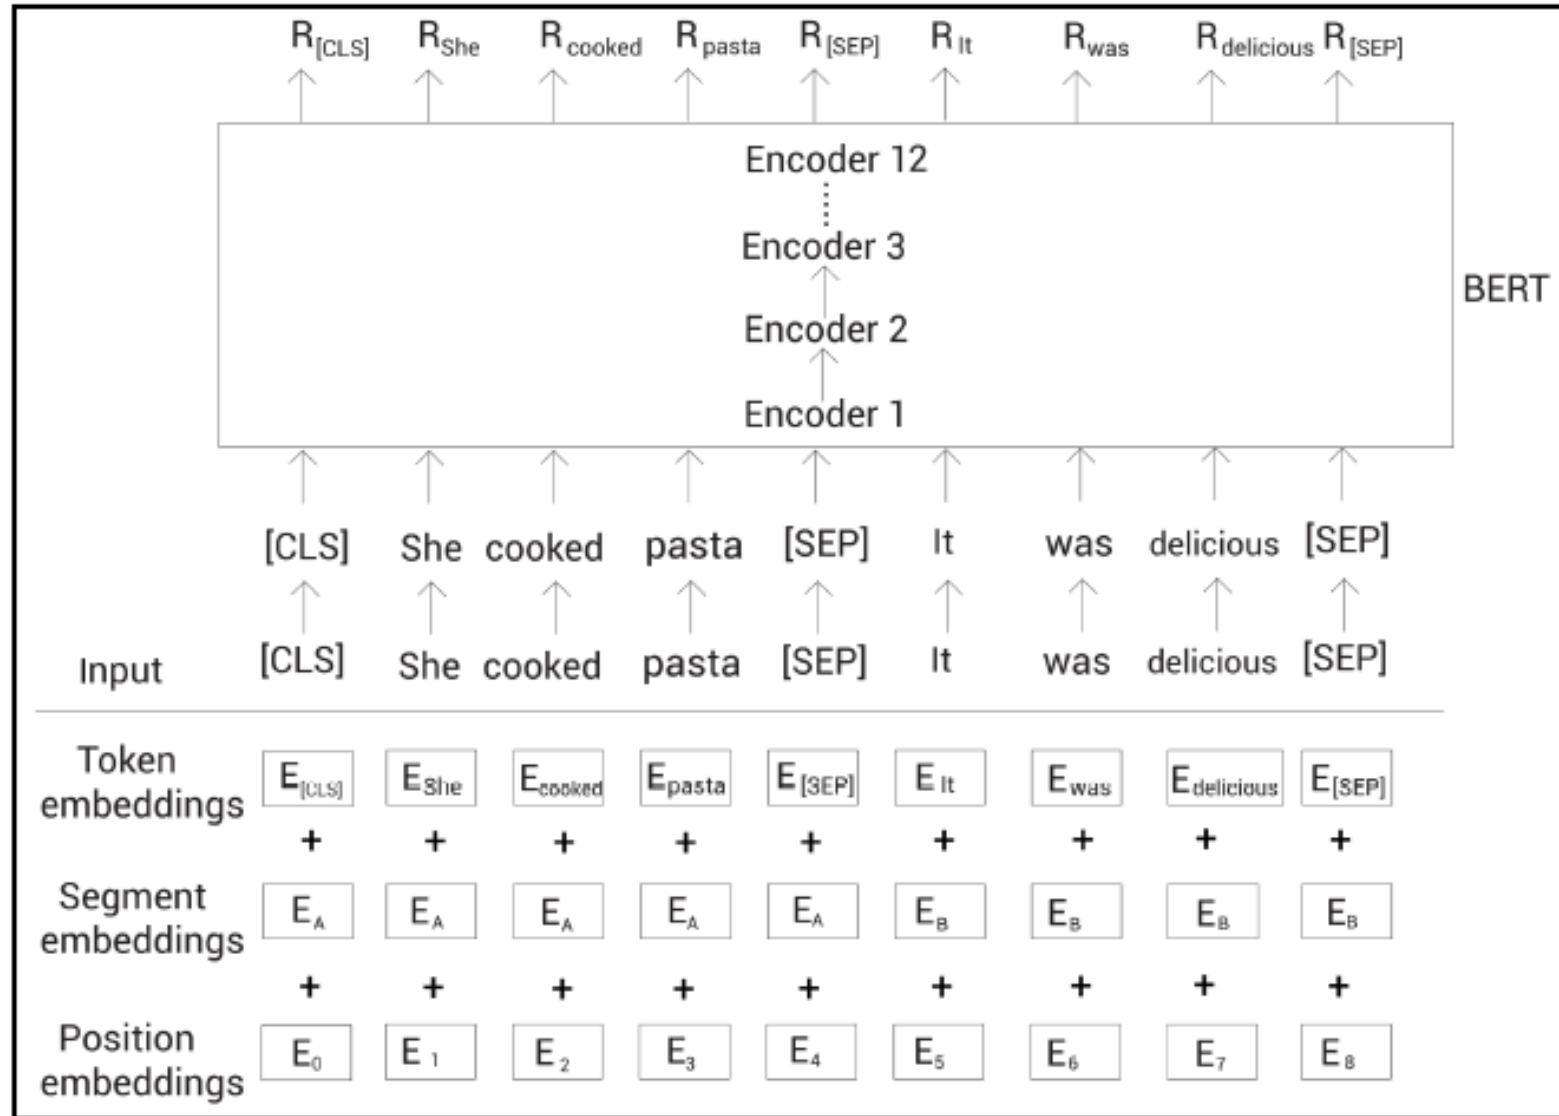 R[CLS] RShe Rcooked Rpasta R[SEP] RIt Rwas Rdelicious R[SEP]
Encoder 12
Encoder 3
BERT
Encoder 2
Encoder 1
[CLS] She cooked pasta [SEP] It was delicious [SEP]
Input [CLS] She cooked pasta [SEP] It was delicious [SEP]
Token
embeddings
E[CLS] EShe Ecooked Epasta E[SEP] EIt Ewas Edelicious E[SEP]
+ + + + + + + + +
Segment
embeddings
EA EA EA EA EA EB EB EB EB
+ + + + + + + + +
Position
embeddings
E0 E1 E2 E3 E4 E5 E6 E7 E8